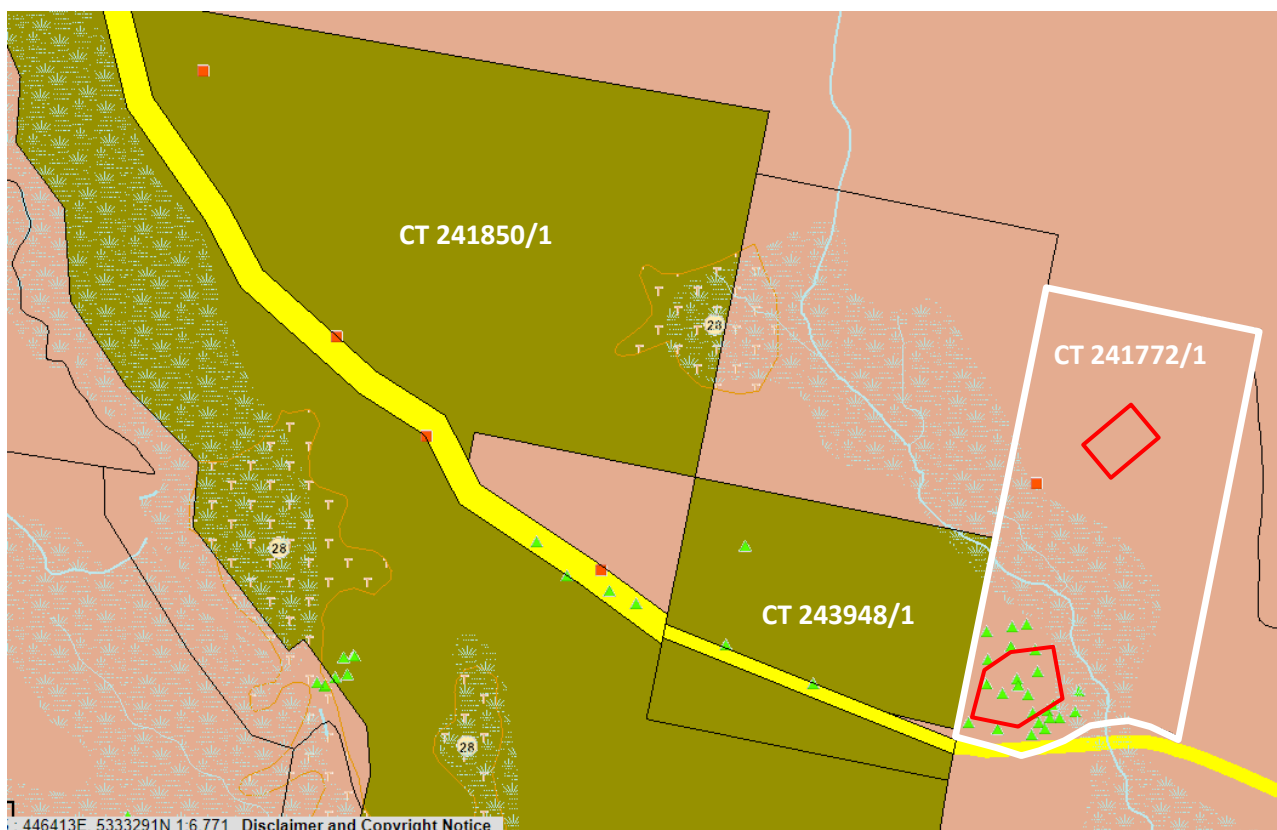 CT 241850/1
28
CT 241772/1
28
CT 243948/1
28
: 446413E, 5333291N 1:6,771 Disclaimer and Copyright Notice